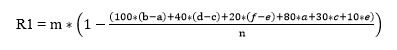 R1 = m * (1 - (100*(b-a)+40*(d-c)+20*(f-e)+80*a+30*c+10*e) / n)